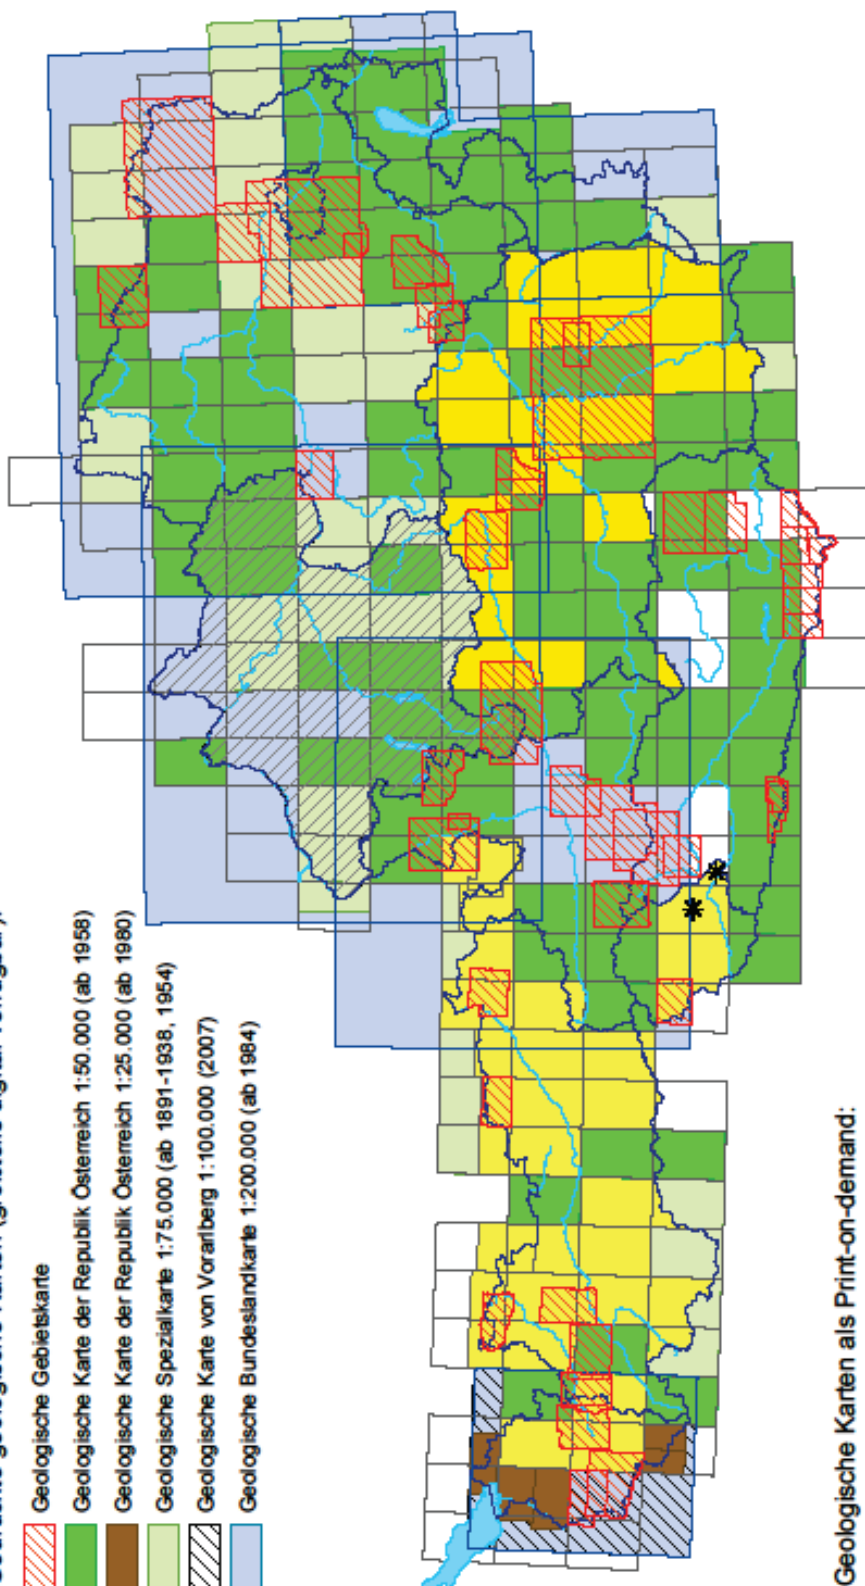 Geologische Gebietskarte
Geologische Karte der Republik Österreich 1:50.000 (ab 1958)
Geologische Karte der Republik Österreich 1:25.000 (ab 1980)
Geologische Spezialkarte 1:75.000 (ab 1891-1938, 1954)
Geologische Karte von Vorarlberg 1:100.000 (2007)
Geologische Bundeslandkarte 1:200.000 (ab 1984)
Geologische Karten als Print-on-demand: